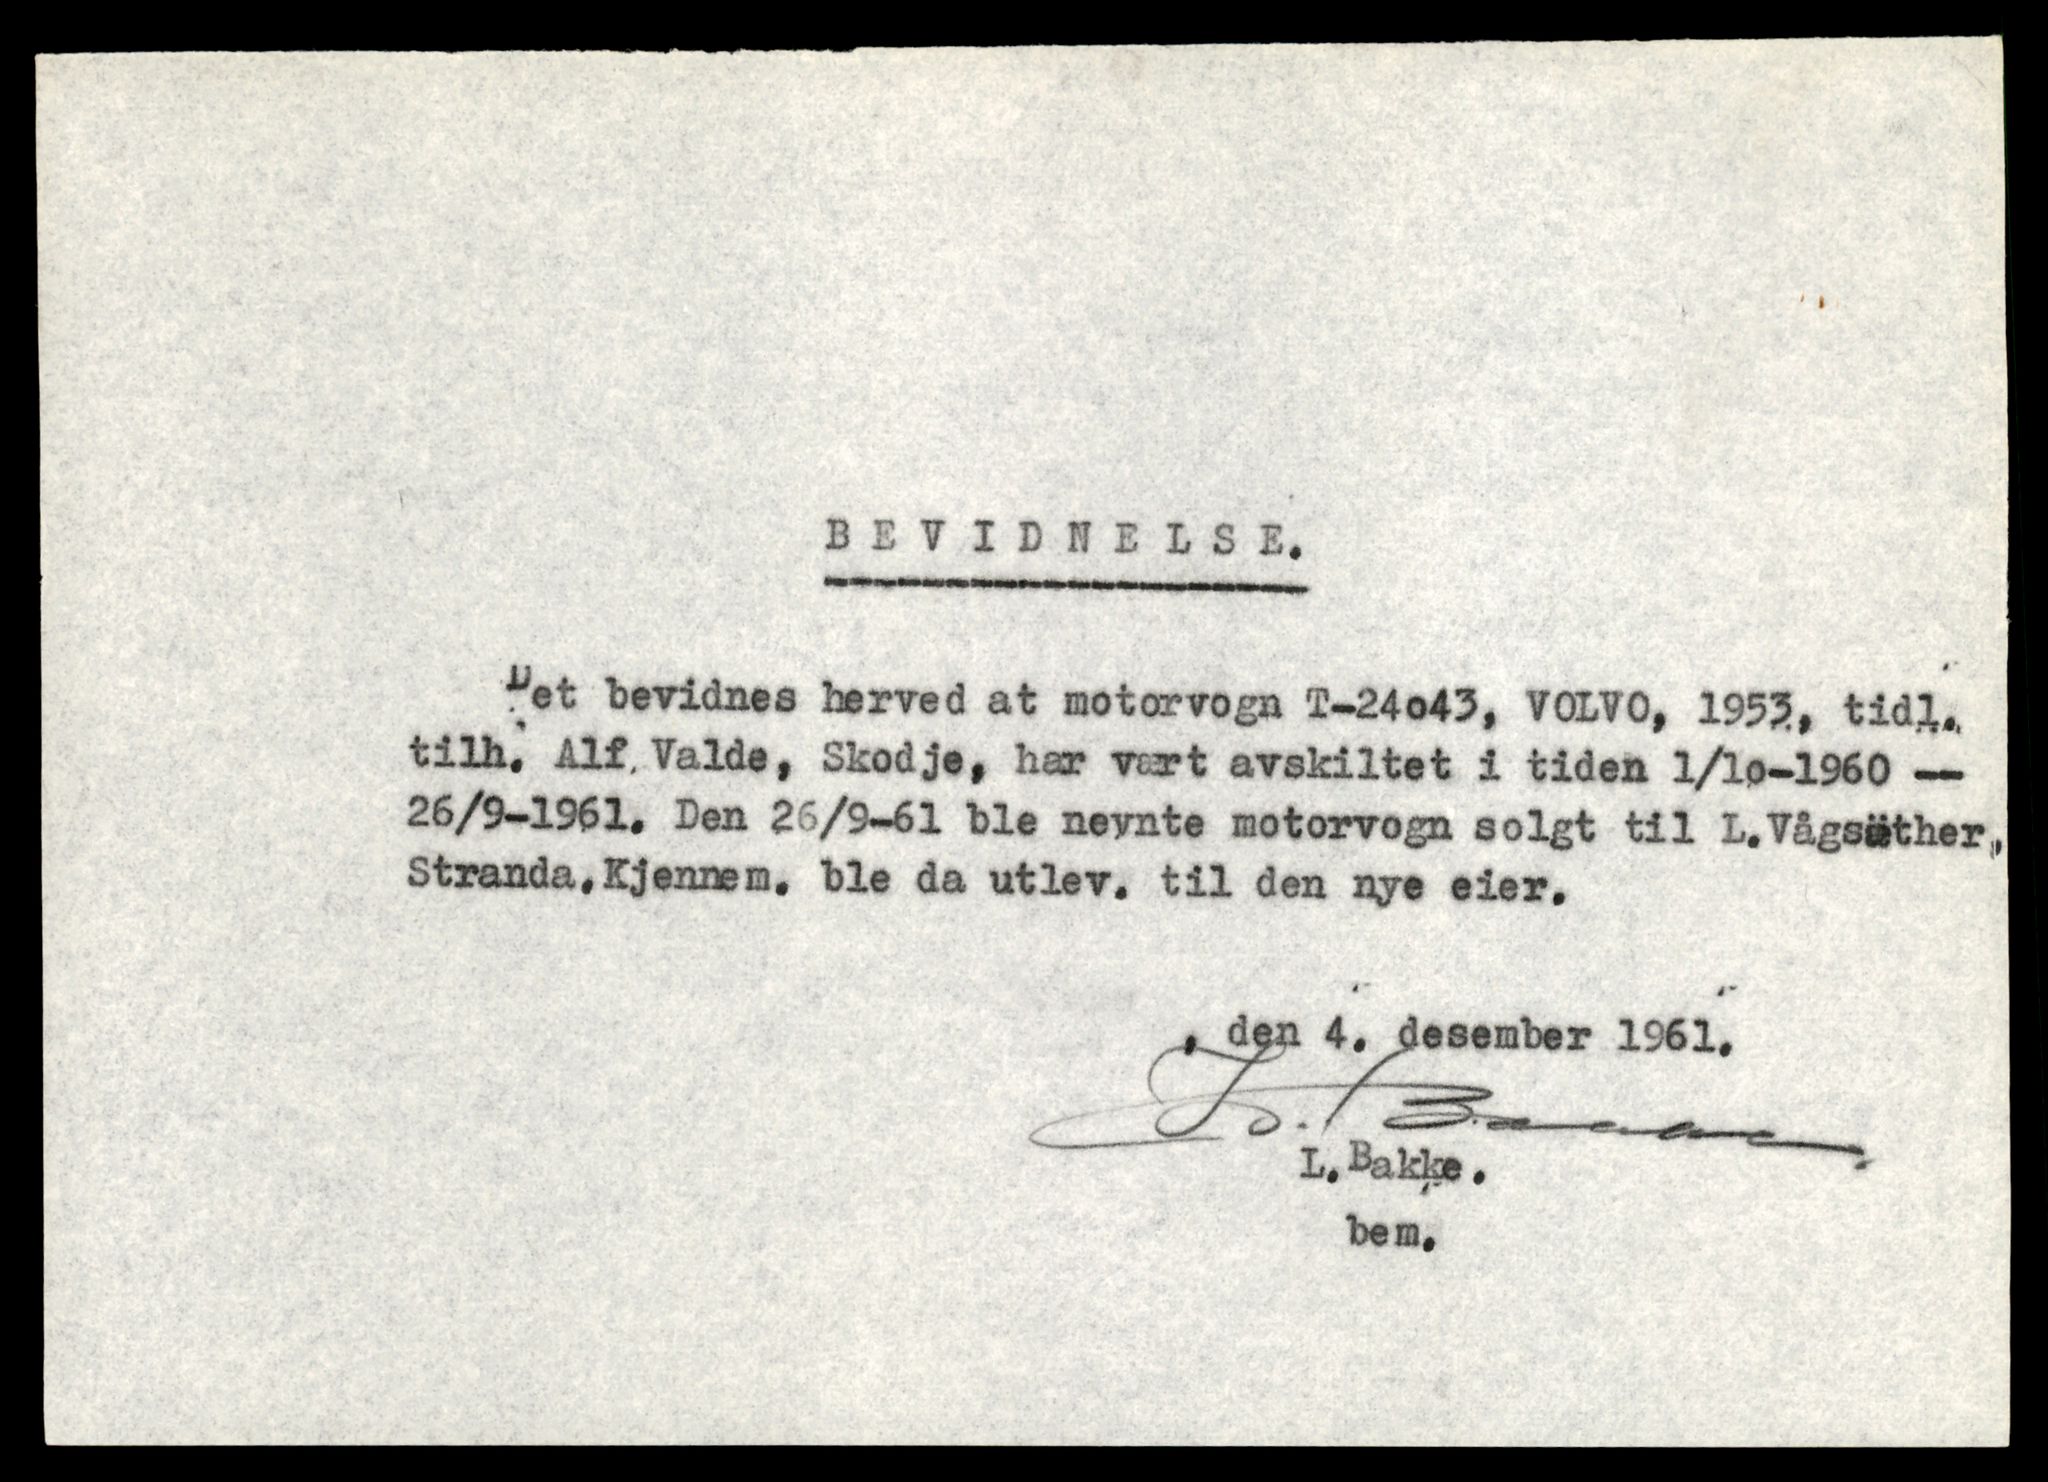 BEVIDNELSE.
Det bevidnes herved at motorvogn T-24o43, VOLVO, 1953, tidl.
tilh. Alf Valde, Skodje, har vært avskiltet i tiden 1/1o-1960 --
26/9-1961. Den 26/9-61 ble nevnte motorvogn solgt til L.Vågsæther,
Stranda.Kjennem. ble da utlev. til den nye eier.
, den 4. desember 1961.
L. Bakke.
L.Bakke.
bem.